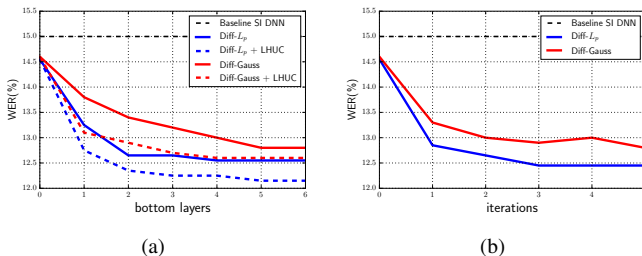 15.5
15.0
14.5
14.0
13.5
13.0
12.5
12.0
WER(%)
0 1 2 3 4 5 6
bottom layers
Baseline SI DNN
Diff-Lp
Diff-Lp + LHUC
Diff-Gauss
Diff-Gauss + LHUC
(a)
15.5
15.0
14.5
14.0
13.5
13.0
12.5
12.0
WER(%)
0 1 2 3 4
iterations
Baseline SI DNN
Diff-Lp
Diff-Gauss
(b)